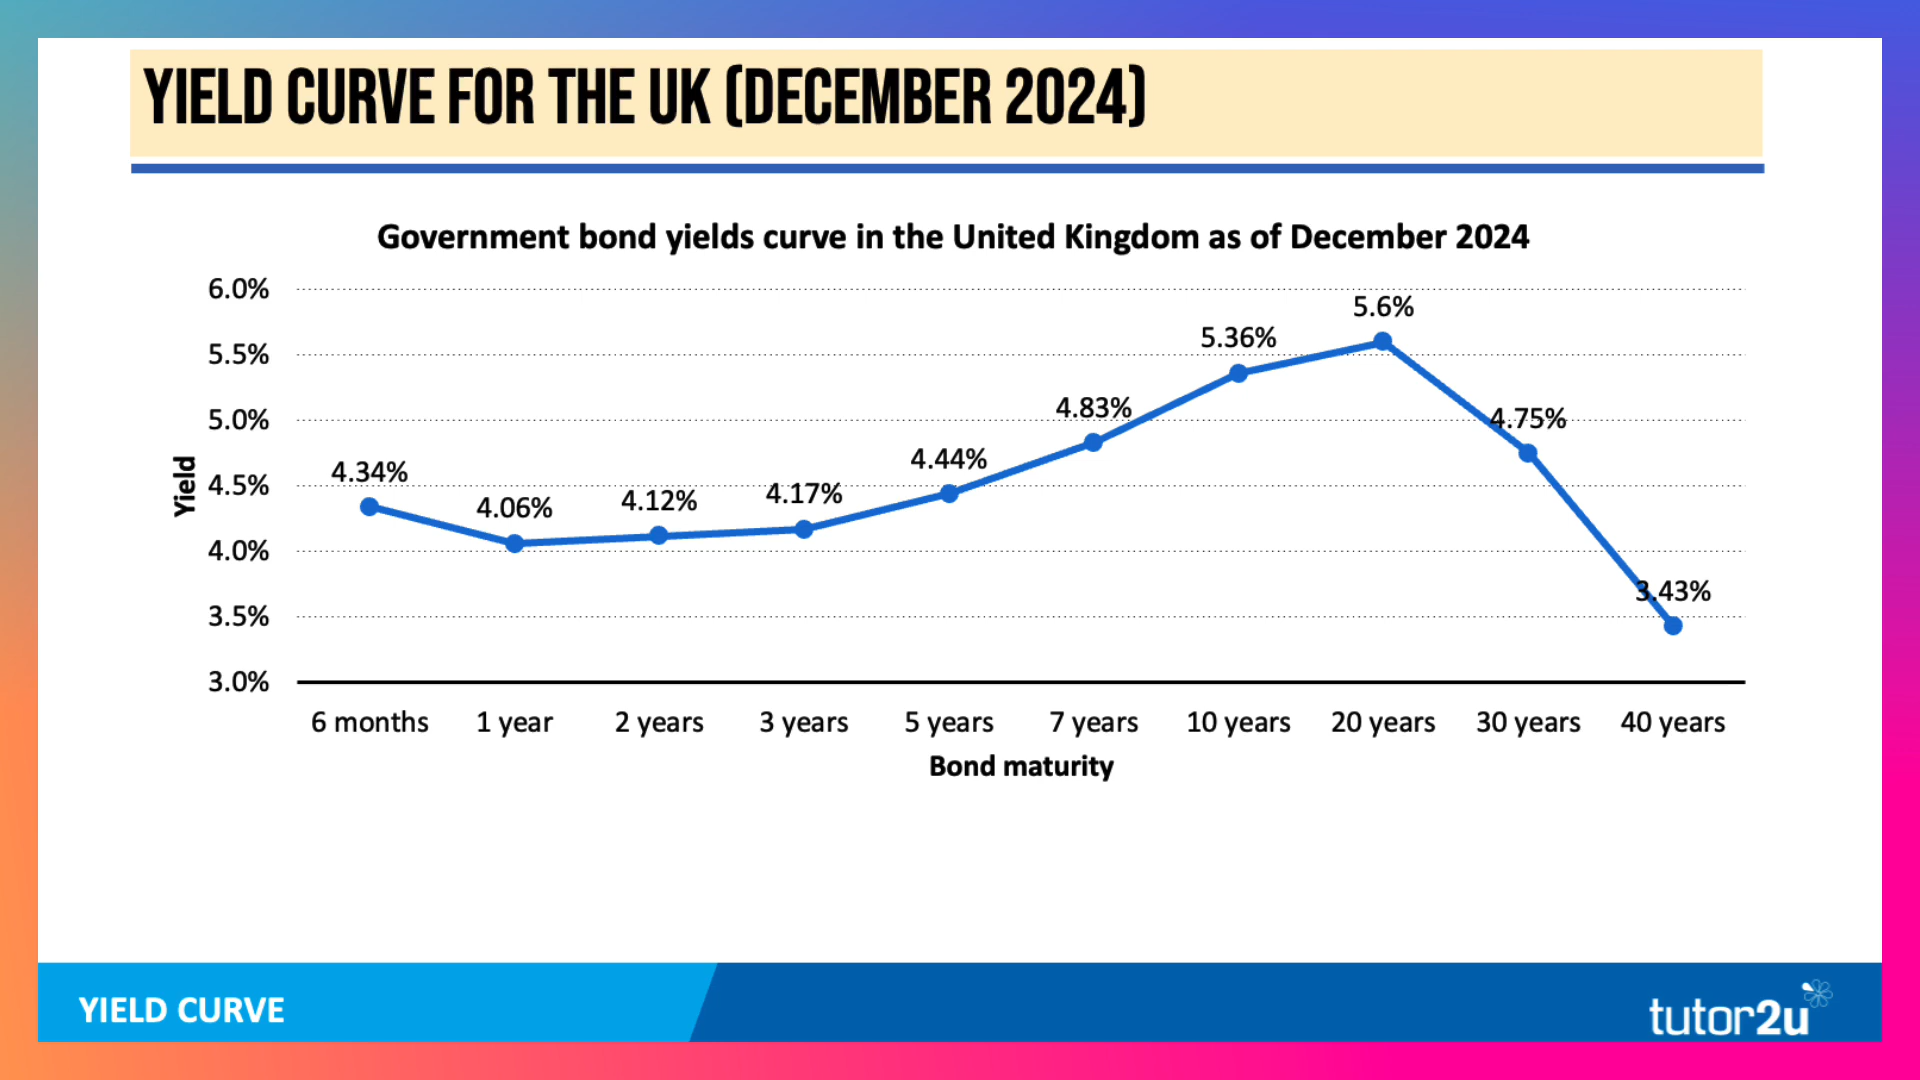 YIELD CURVE FOR THE UK (DECEMBER 2024)
Government bond yields curve in the United Kingdom as of December 2024
6.0%
5.5%
5.0%
4.5%
4.0%
3.5%
3.0%
Yield
4.34%
4.06%
4.12%
4.17%
4.44%
4.83%
5.36%
5.6%
4.75%
3.43%
6 months
1 year
2 years
3 years
5 years
7 years
10 years
20 years
30 years
40 years
Bond maturity
YIELD CURVE
tutor2u